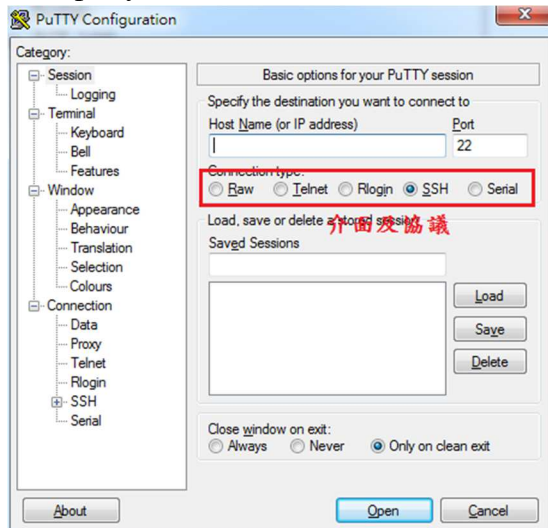 PuTTY Configuration
Category:
Session
Logging
Terminal
Keyboard
Bell
Features
Window
Appearance
Behaviour
Translation
Selection
Colours
Connection
Data
Proxy
Telnet
Rlogin
SSH
Serial
Basic options for your PuTTY session
Specify the destination you want to connect to
Host Name (or IP address) Port
22
Connection type:
Raw Telnet Rlogin SSH Serial
Load, save or delete a stored session
介面及協議
Saved Sessions
Load
Save
Delete
Close window on exit:
Always Never Only on clean exit
About Open Cancel